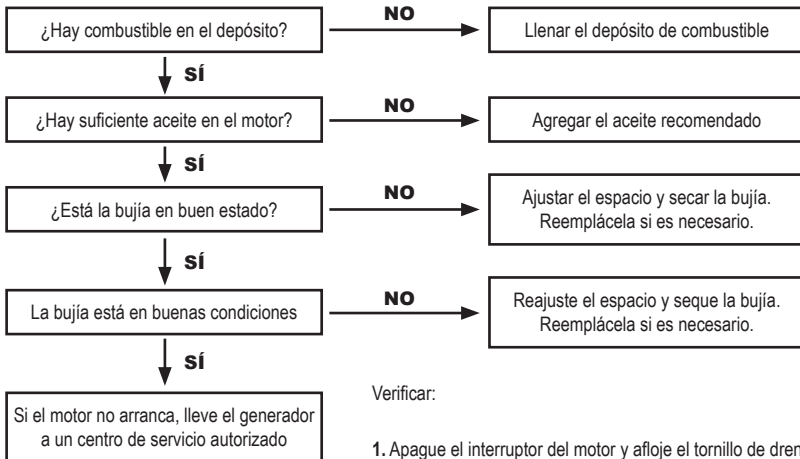 ¿Hay combustible en el depósito?
NO
Llenar el depósito de combustible
SÍ
¿Hay suficiente aceite en el motor?
NO
Agregar el aceite recomendado
SÍ
¿Está la bujía en buen estado?
NO
Ajustar el espacio y secar la bujía.
Reemplácela si es necesario.
SÍ
La bujía está en buenas condiciones
NO
Reajuste el espacio y seque la bujía.
Reemplácela si es necesario.
SÍ
Si el motor no arranca, lleve el generador
a un centro de servicio autorizado
Verificar:
1. Apague el interruptor del motor y afloje el tornillo de dren